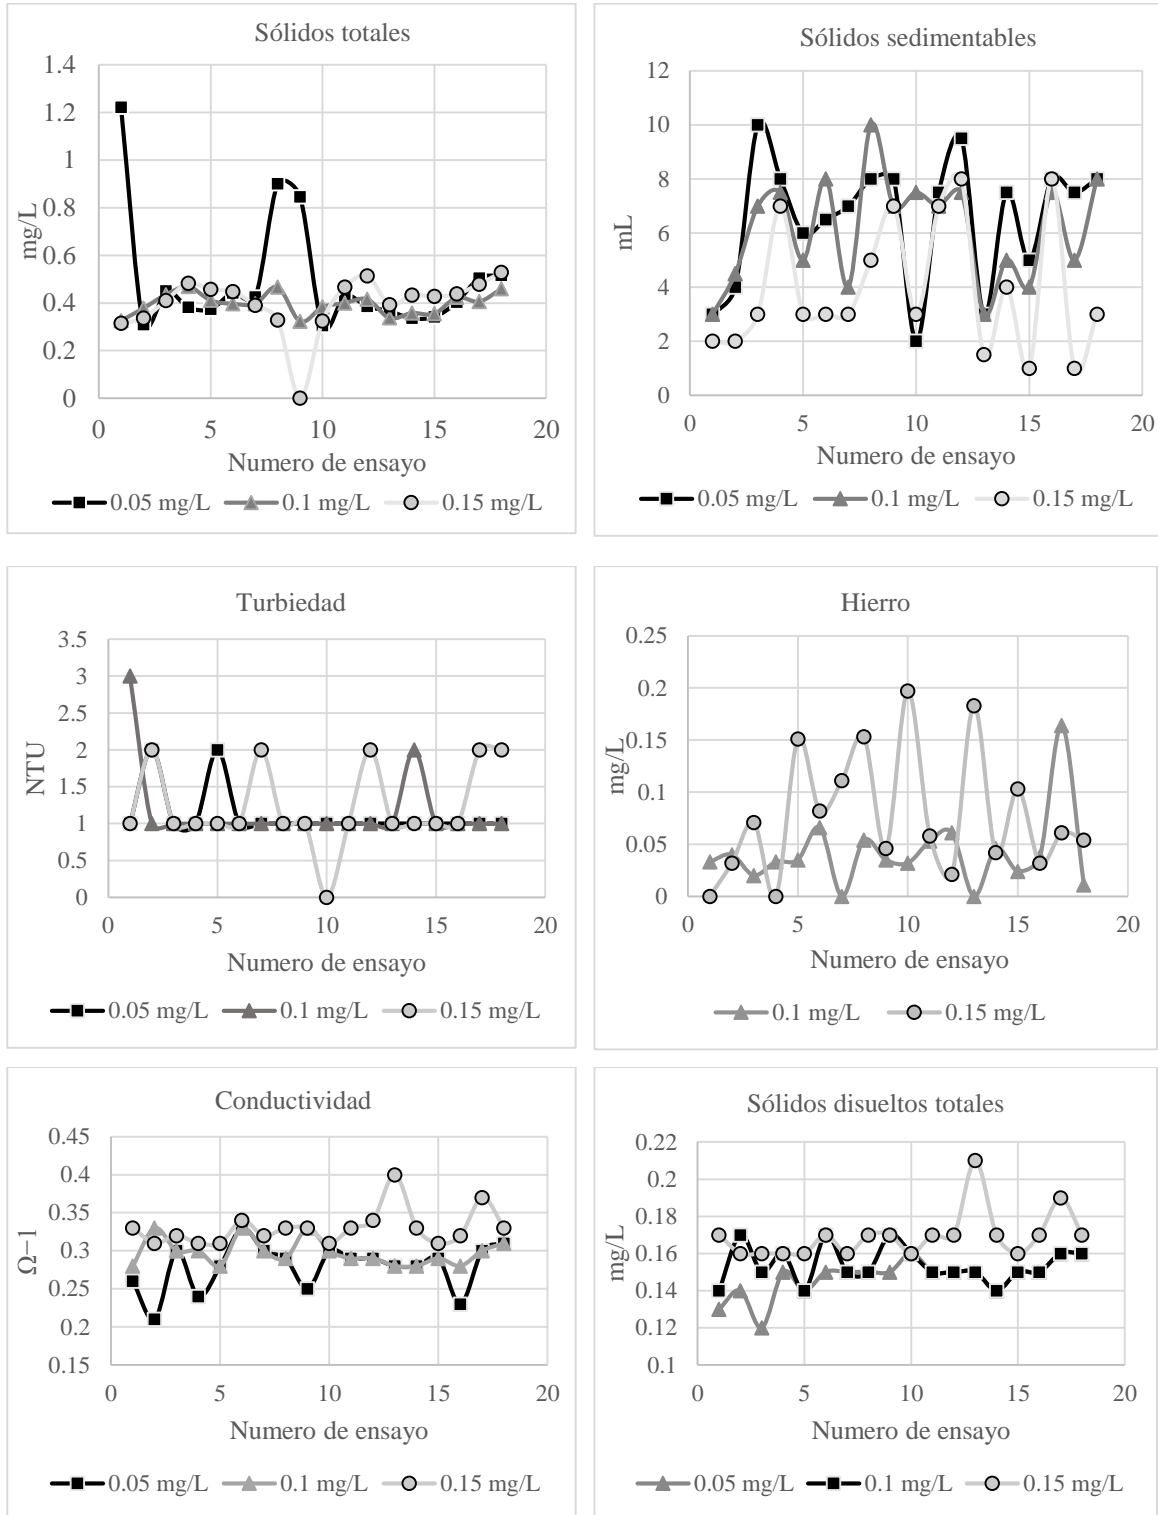 Sólidos totales
1.4
1.2
1
0.8
0.6
0.4
0.2
0
mg/L
0 5 10 15 20
Numero de ensayo
0.05 mg/L 0.1 mg/L 0.15 mg/L
Sólidos sedimentables
12
10
8
6
4
2
0
mL
0 5 10 15 20
Numero de ensayo
0.05 mg/L 0.1 mg/L 0.15 mg/L
Turbiedad
3.5
3
2.5
2
1.5
1
0.5
0
NTU
0 5 10 15 20
Numero de ensayo
0.05 mg/L 0.1 mg/L 0.15 mg/L
Hierro
0.25
0.2
0.15
0.1
0.05
0
mg/L
0 5 10 15 20
Numero de ensayo
0.1 mg/L 0.15 mg/L
Conductividad
0.45
0.4
0.35
0.3
0.25
0.2
0.15
Ω−1
0 5 10 15 20
Numero de ensayo
0.05 mg/L 0.1 mg/L 0.15 mg/L
Sólidos disueltos totales
0.22
0.2
0.18
0.16
0.14
0.12
0.1
mg/L
0 5 10 15 20
Numero de ensayo
0.05 mg/L 0.1 mg/L 0.15 mg/L